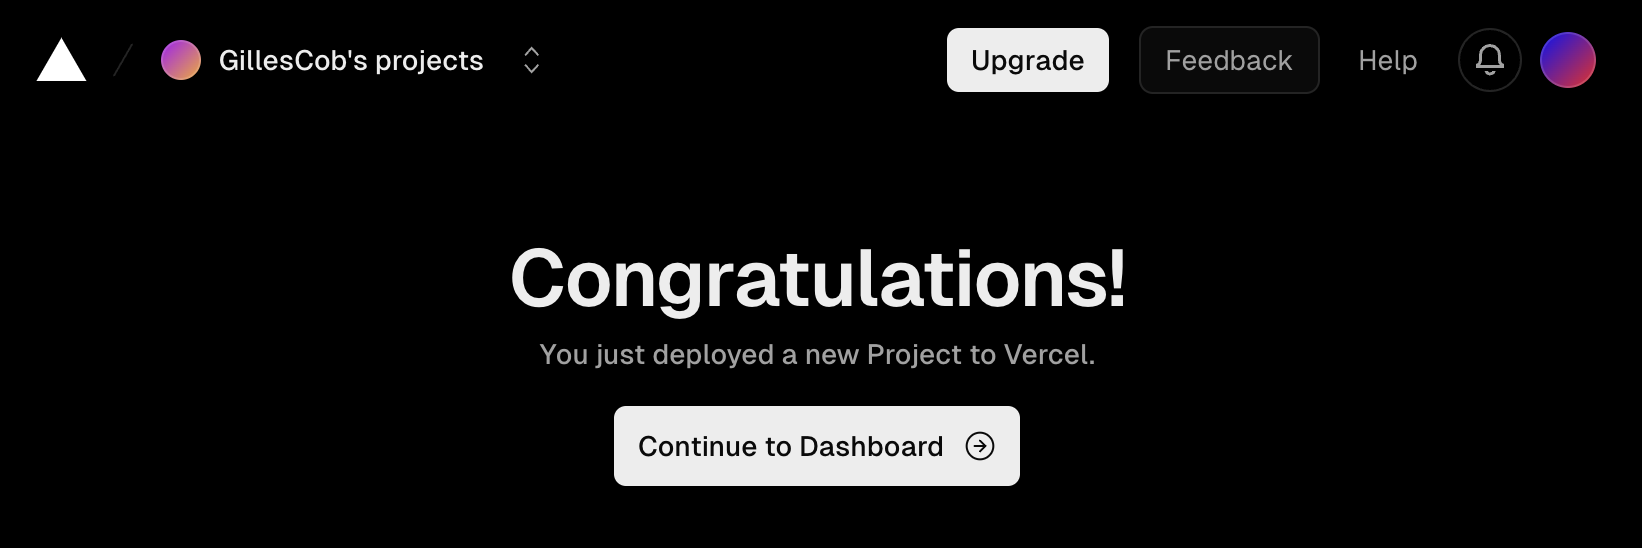 GillesCob's projects
Upgrade
Feedback
Help
Congratulations!
You just deployed a new Project to Vercel.
Continue to Dashboard